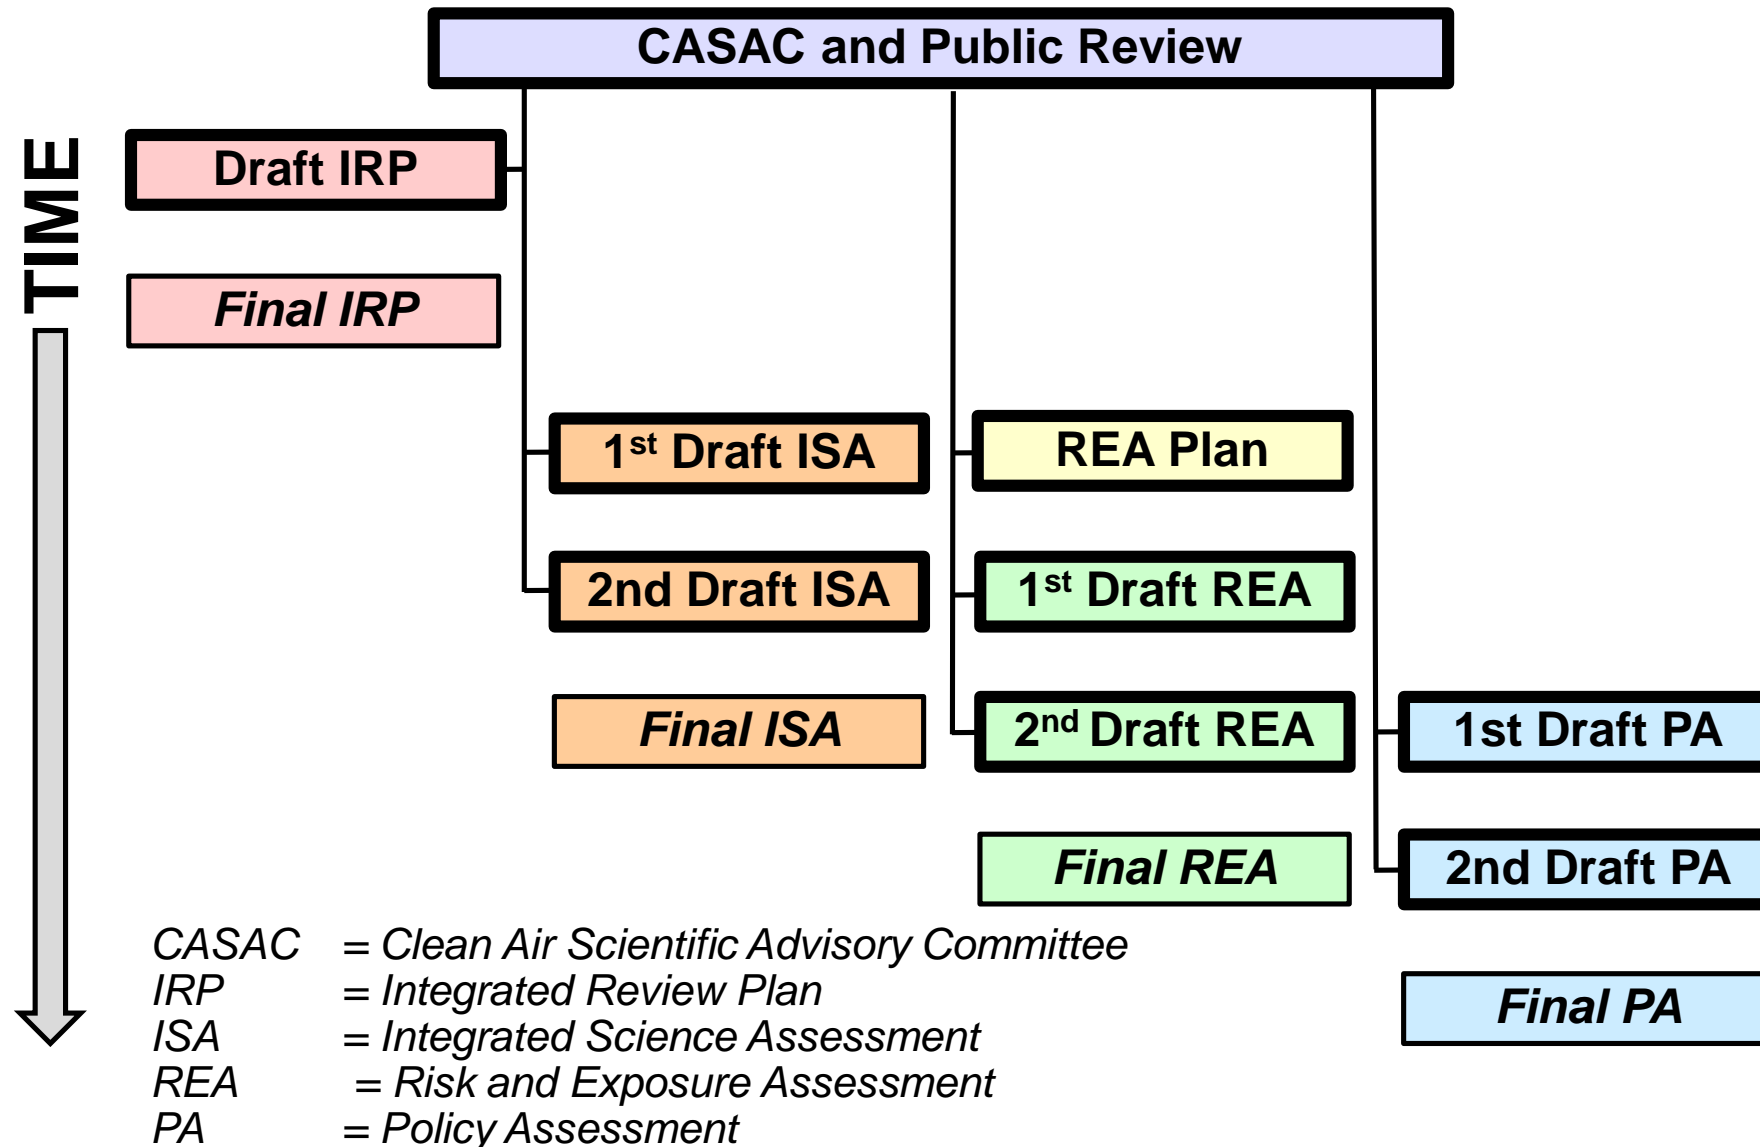 CASAC and Public Review
TIME
Draft IRP
Final IRP
1st Draft ISA
REA Plan
2nd Draft ISA
1st Draft REA
Final ISA
2nd Draft REA
1st Draft PA
Final REA
2nd Draft PA
CASAC = Clean Air Scientific Advisory Committee
IRP = Integrated Review Plan
ISA = Integrated Science Assessment
Final PA
REA = Risk and Exposure Assessment
PA = Policy Assessment